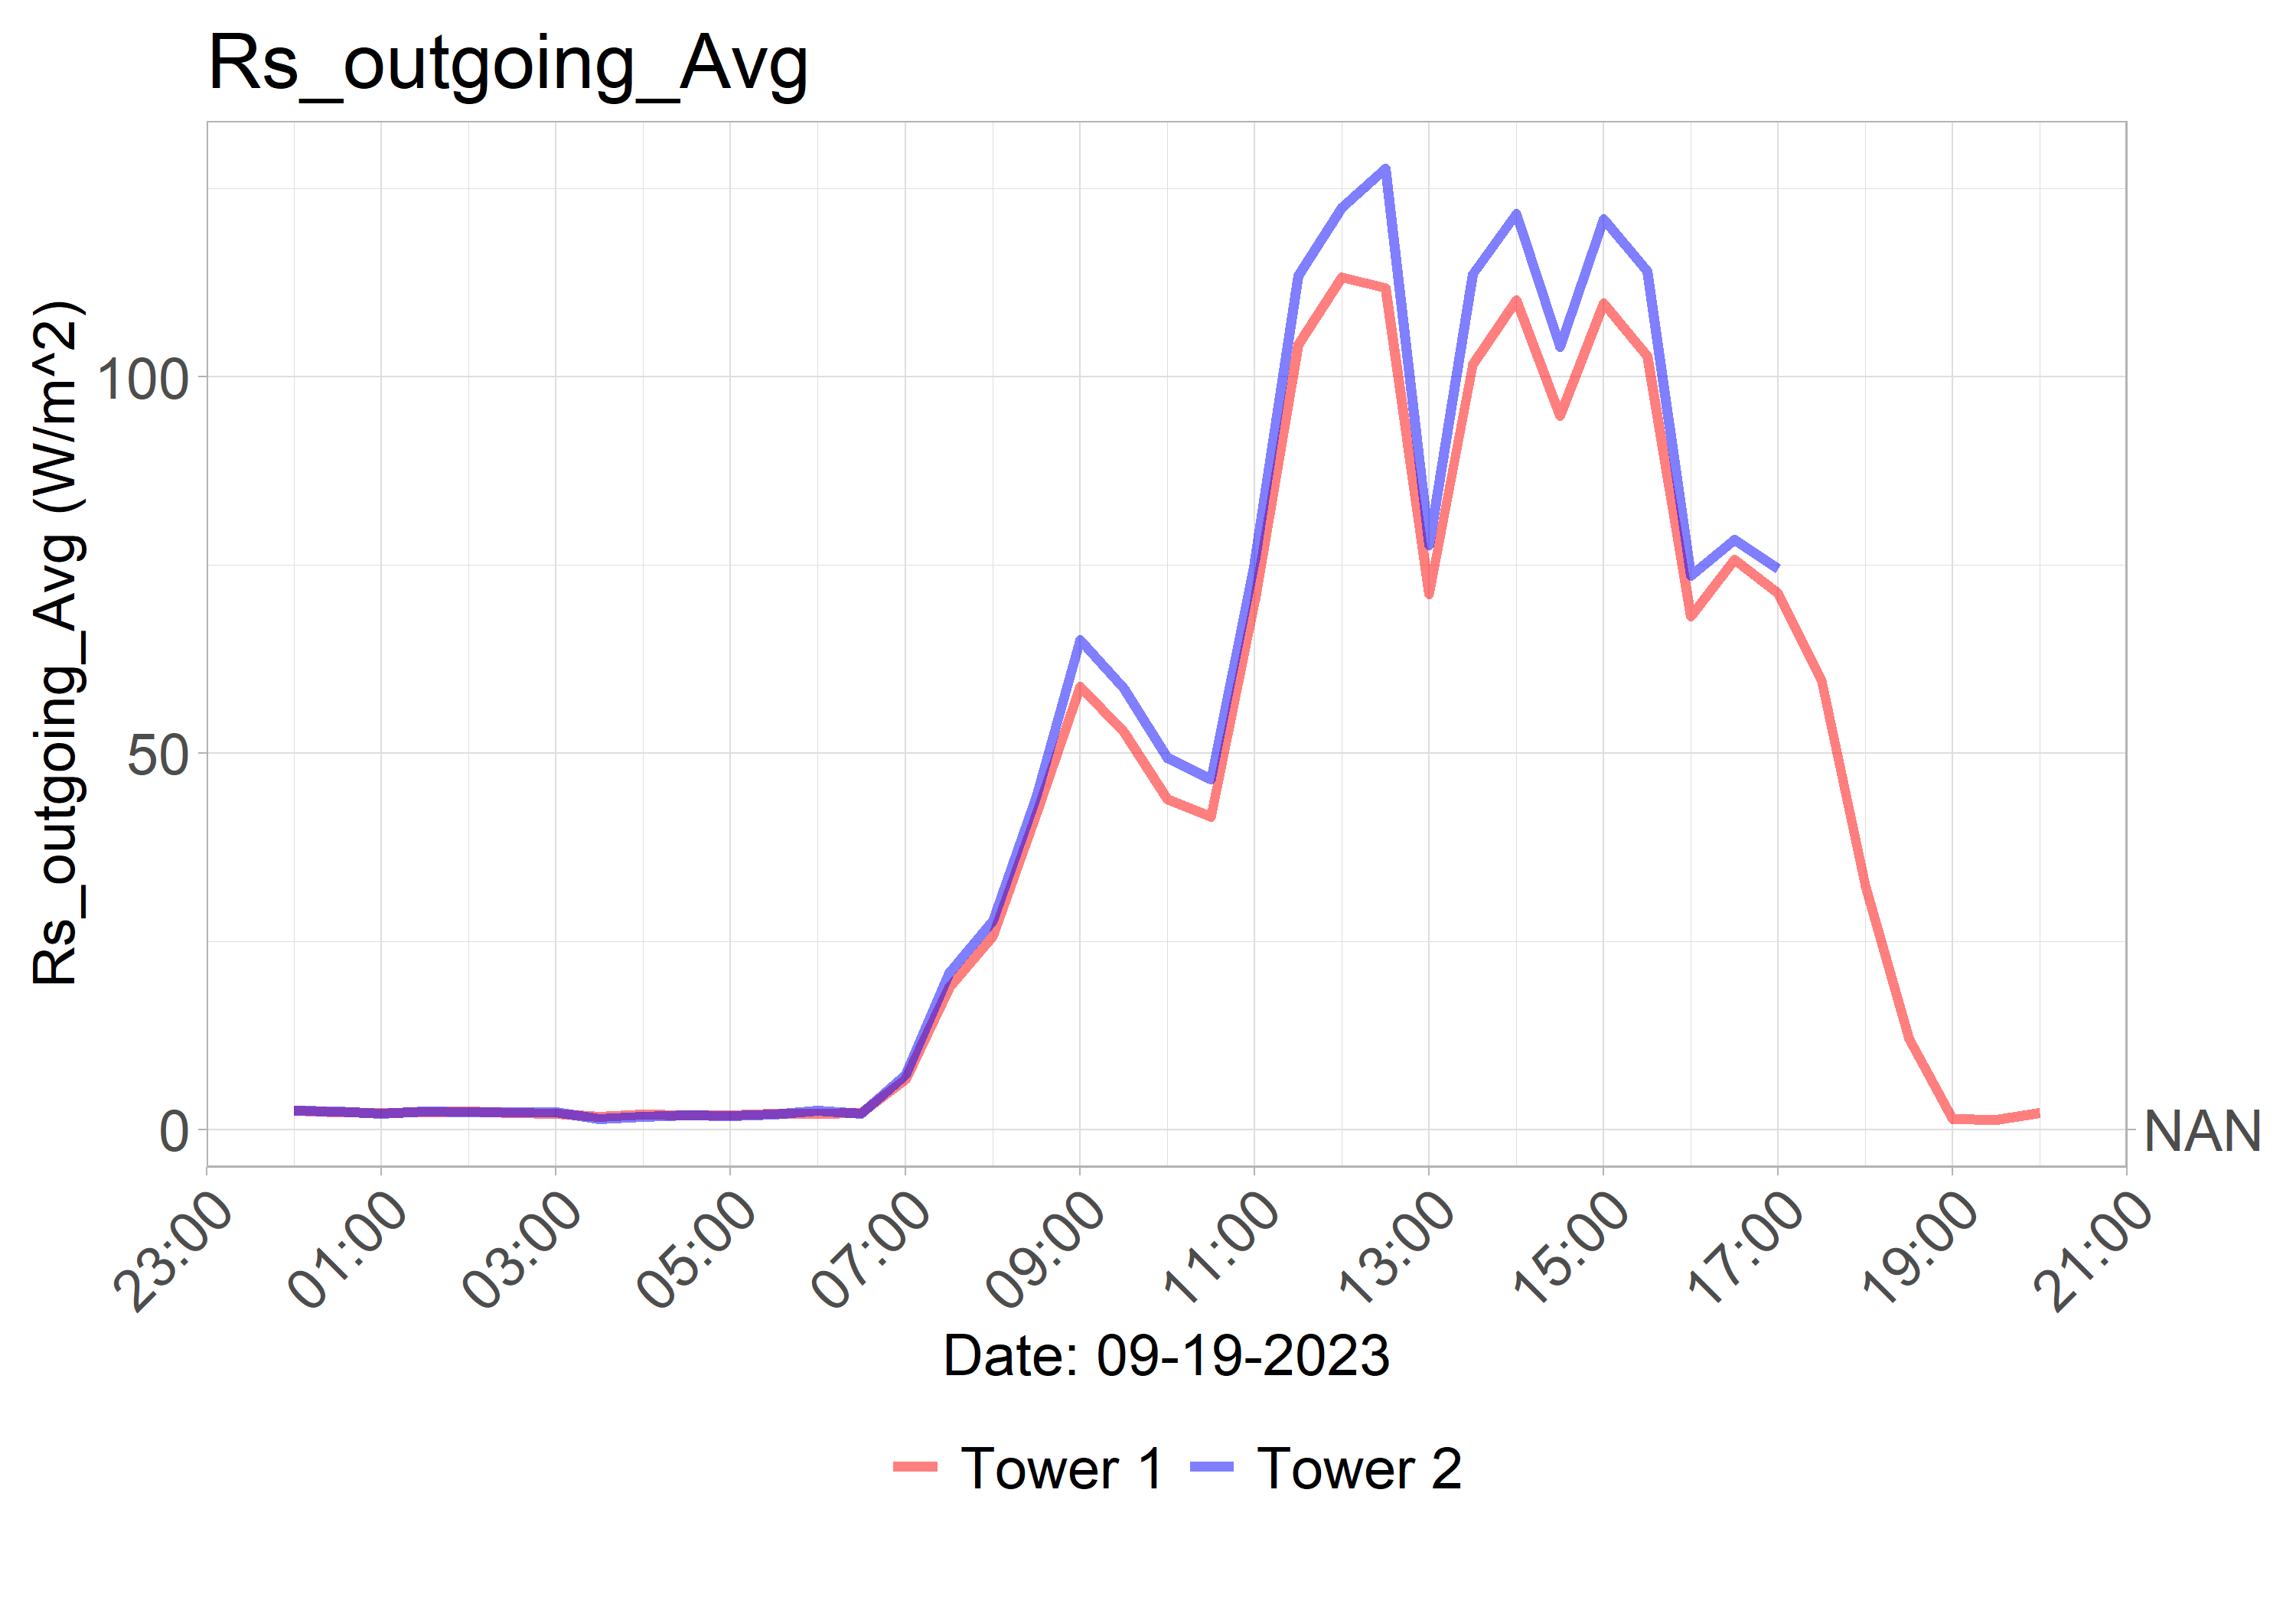 Rs_outgoing_Avg
Rs_outgoing_Avg (W/m^2)
100
50
0
NAN
23:00 01:00 03:00 05:00 07:00 09:00 11:00 13:00 15:00 17:00 19:00 21:00
Date: 09-19-2023
Tower 1 Tower 2